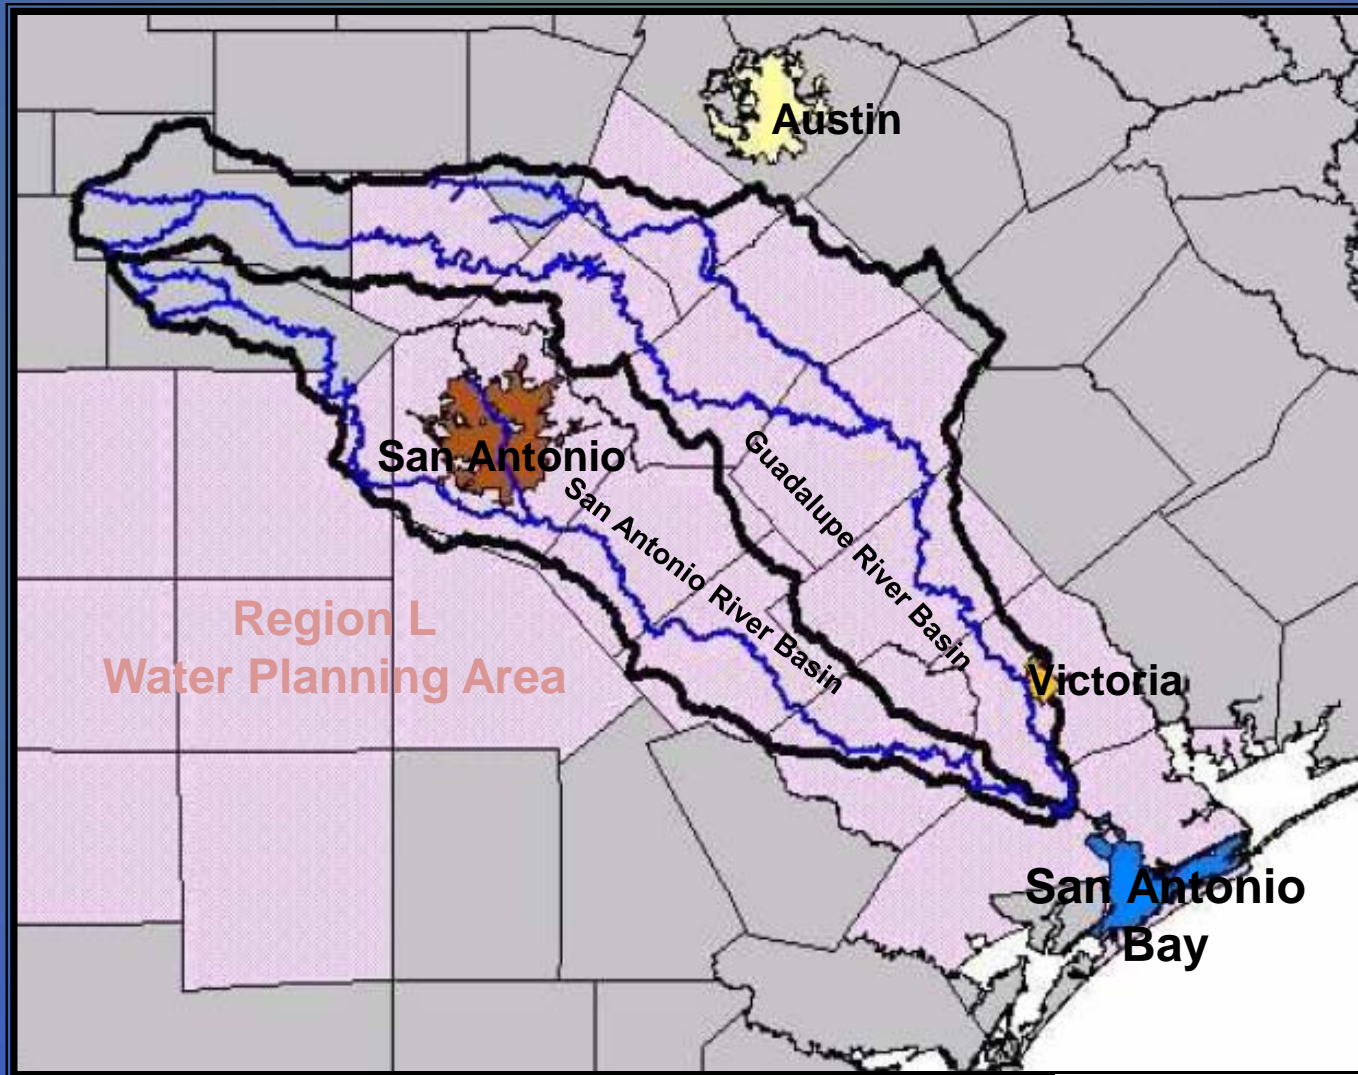 Austin
San Antonio
Guadalupe River Basin
San Antonio River Basin
Region L
Water Planning Area
Victoria
San Antonio
Bay